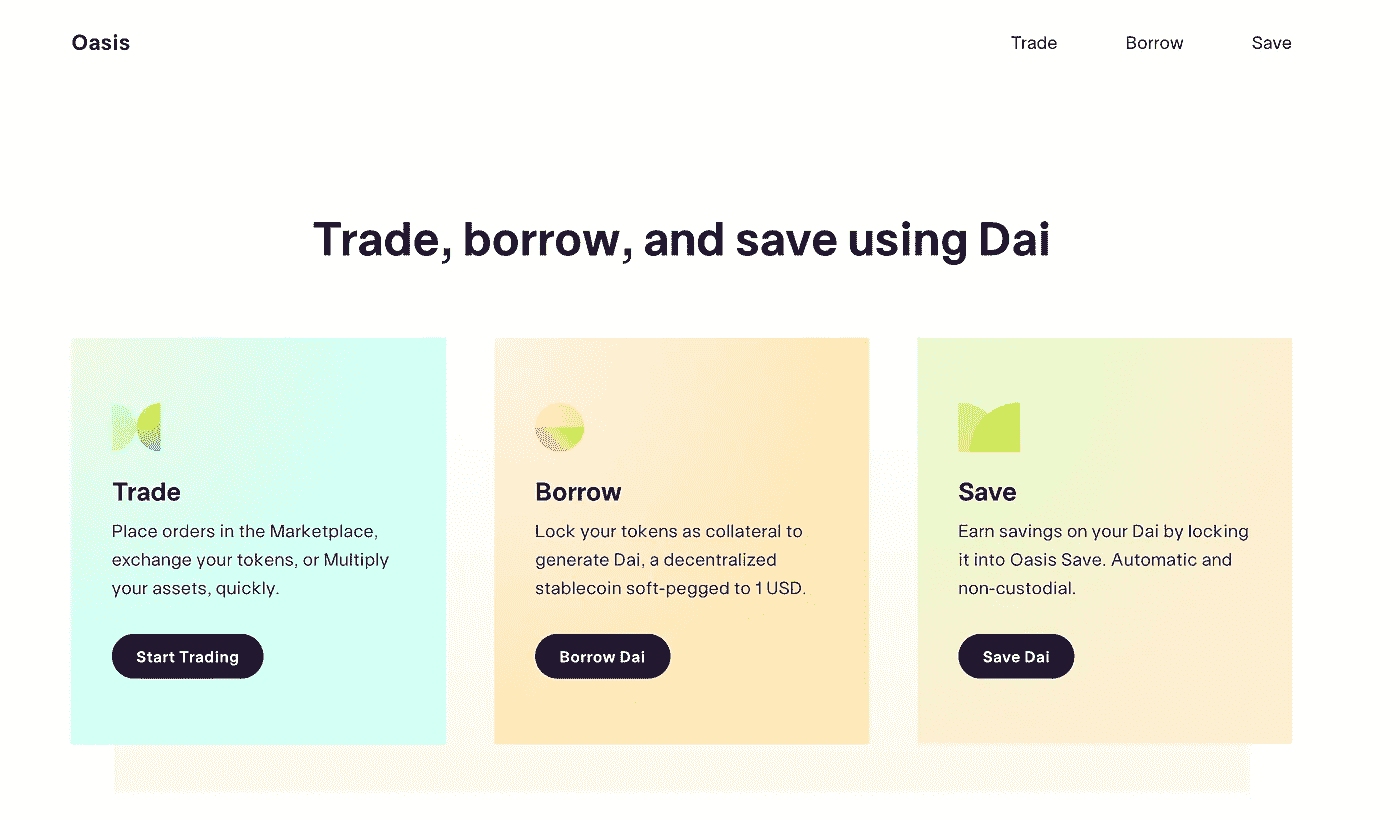 Oasis
Trade
Borrow
Save
Trade, borrow, and save using Dai
Trade
Place orders in the Marketplace,
exchange your tokens, or Multiply
your assets, quickly.
Start Trading
Borrow
Lock your tokens as collateral to
generate Dai, a decentralized
stablecoin soft-pegged to 1 USD.
Borrow Dai
Save
Earn savings on your Dai by locking
it into Oasis Save. Automatic and
non-custodial.
Save Dai